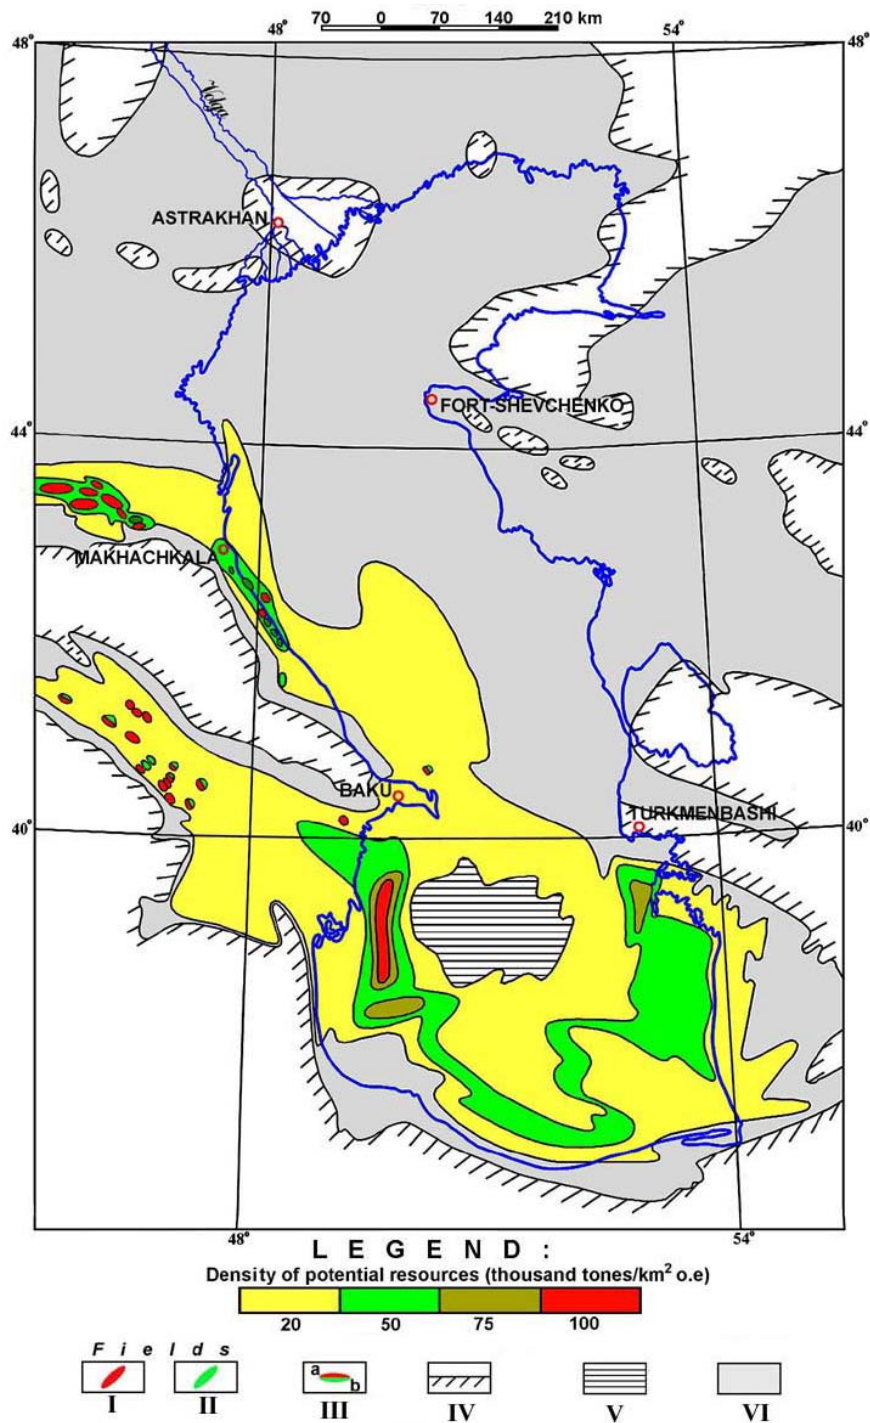 70 0 70 140 210 km
48° 54°
48° 48°
Volga
ASTRAKHAN
FORT-SHEVCHENKO
44° 44°
MAKHACHKALA
BAKU
TURKMENBASHI
40° 40°
48° 54°
L E G E N D :
Density of potential resources (thousand tones/km² o.e)
20 50 75 100
F i e l d s
a
b
I II III IV V VI